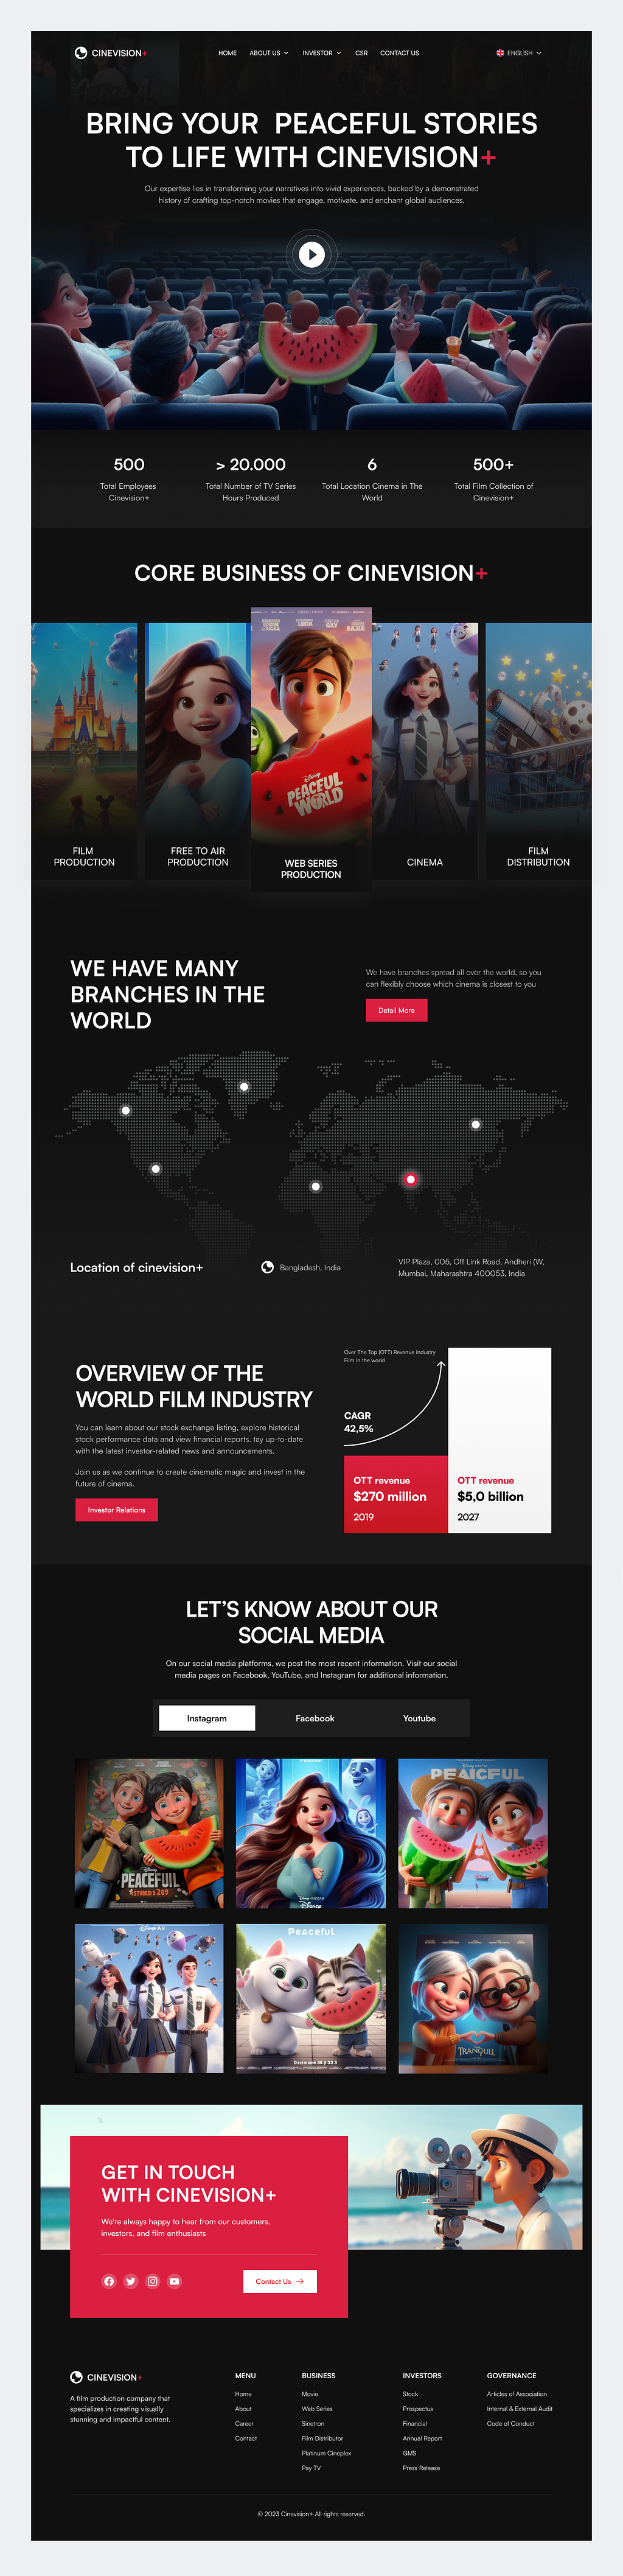 CINEVISION+
HOME
ABOUT US
INVESTOR
CSR
CONTACT US
ENGLISH
BRING YOUR PEACEFUL STORIES
TO LIFE WITH CINEVISION+
Our expertise lies in transforming your narratives into vivid experiences, backed by a demonstrated
history of crafting top-notch movies that engage, motivate, and enchant global audiences.
500
Total Employees
Cinevision+
> 20.000
Total Number of TV Series
Hours Produced
6
Total Location Cinema in The
World
500+
Total Film Collection of
Cinevision+
CORE BUSINESS OF CINEVISION+
FILM
PRODUCTION
FREE TO AIR
PRODUCTION
Disney
PEACEFUL
WORLD
WEB SERIES
PRODUCTION
CINEMA
FILM
DISTRIBUTION
WE HAVE MANY
BRANCHES IN THE
WORLD
We have branches spread all over the world, so you
can flexibly choose which cinema is closest to you
Detail More
Location of cinevision+
Bangladesh, India
VIP Plaza, 005, Off Link Road, Andheri (W,
Mumbai, Maharashtra 400053, India
OVERVIEW OF THE
WORLD FILM INDUSTRY
You can learn about our stock exchange listing, explore historical
stock performance data and view financial reports. tay up-to-date
with the latest investor-related news and announcements.
Join us as we continue to create cinematic magic and invest in the
future of cinema.
Investor Relations
Over The Top (OTT) Revenue Industry
Film In the world
CAGR
42,5%
OTT revenue
$270 million
2019
OTT revenue
$5,0 billion
2027
LET'S KNOW ABOUT OUR
SOCIAL MEDIA
On our social media platforms, we post the most recent information. Visit our social
media pages on Facebook, YouTube, and Instagram for additional information.
Instagram
Facebook
Youtube
PEACEFUIL
Disney
PEAICFUL
Peaceful
TRANQUILL
GET IN TOUCH
WITH CINEVISION+
We're always happy to hear from our customers,
investors, and film enthusiasts
Contact Us
CINEVISION+
A film production company that
specializes in creating visually
stunning and impactful content.
MENU
Home
About
Career
Contact
BUSINESS
Movie
Web Series
Sinetron
Film Distributor
Platinum Cineplex
Pay TV
INVESTORS
Stock
Prospectus
Financial
Annual Report
GMS
Press Release
GOVERNANCE
Articles of Association
Internal & External Audit
Code of Conduct
© 2023 Cinevision+ All rights reserved.